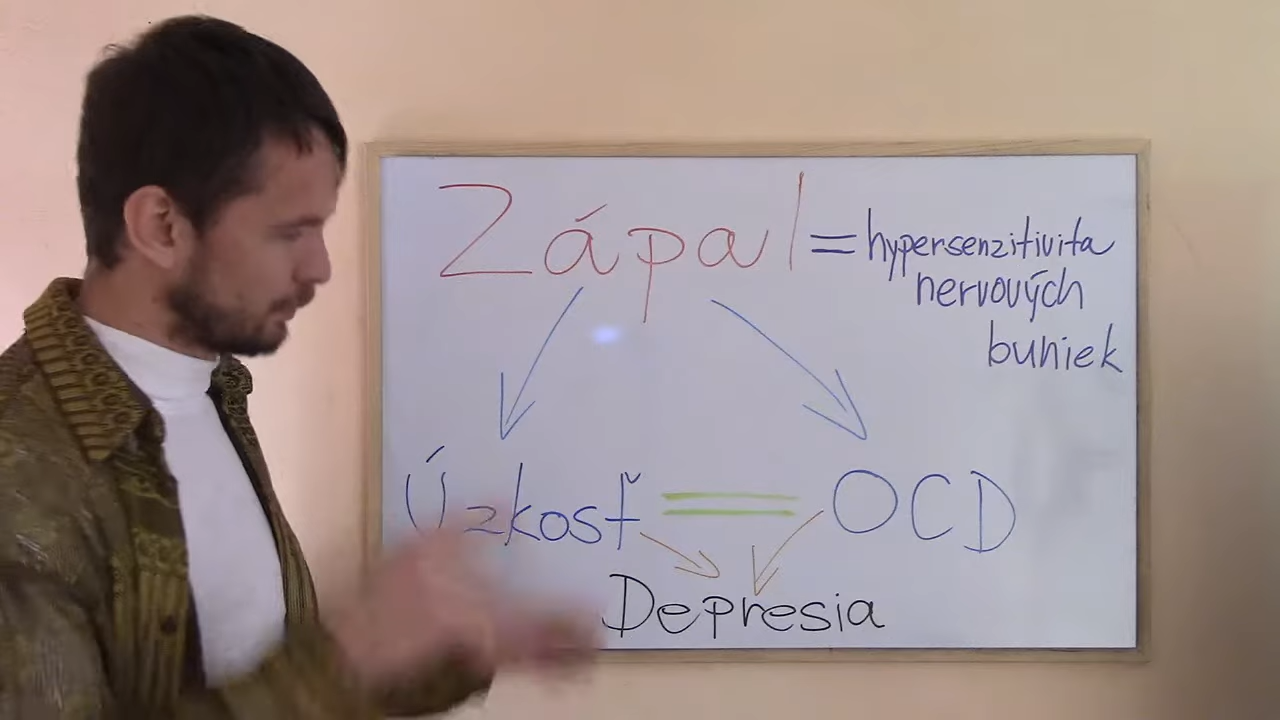 Zápal = hypersenzitivita
nervových
buniek
Úzkosť = OCD
Depresia